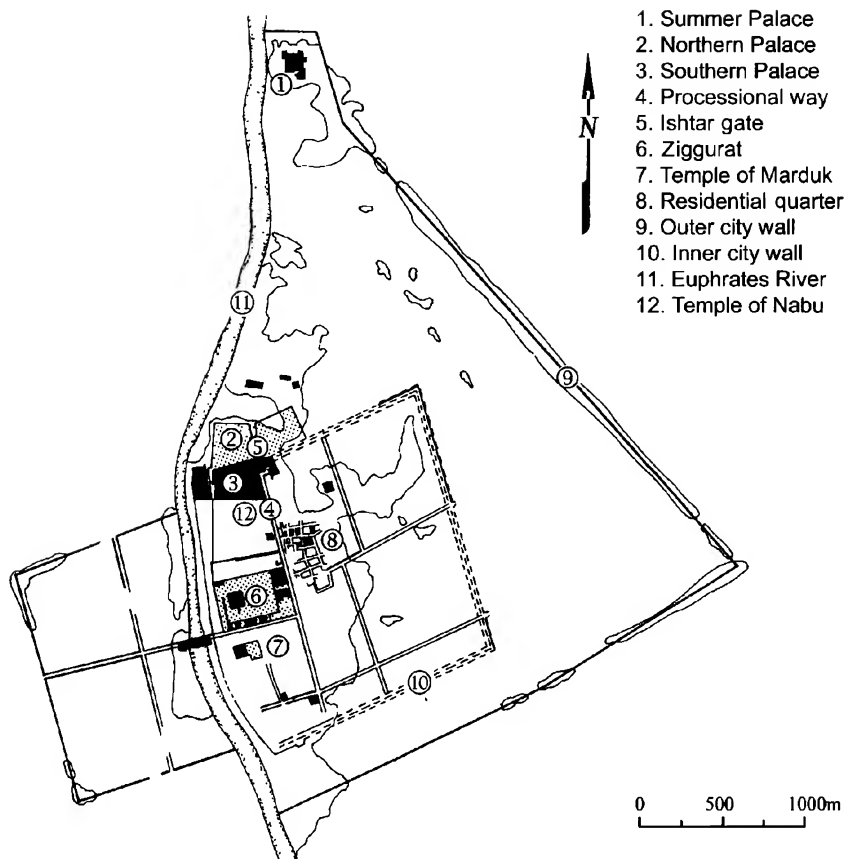 1. Summer Palace
2. Northern Palace
3. Southern Palace
4. Processional way
5. Ishtar gate
6. Ziggurat
7. Temple of Marduk
8. Residential quarter
9. Outer city wall
10. Inner city wall
11. Euphrates River
12. Temple of Nabu
N
1
11
9
2
5
3
12
4
8
6
7
10
0 500 1000m